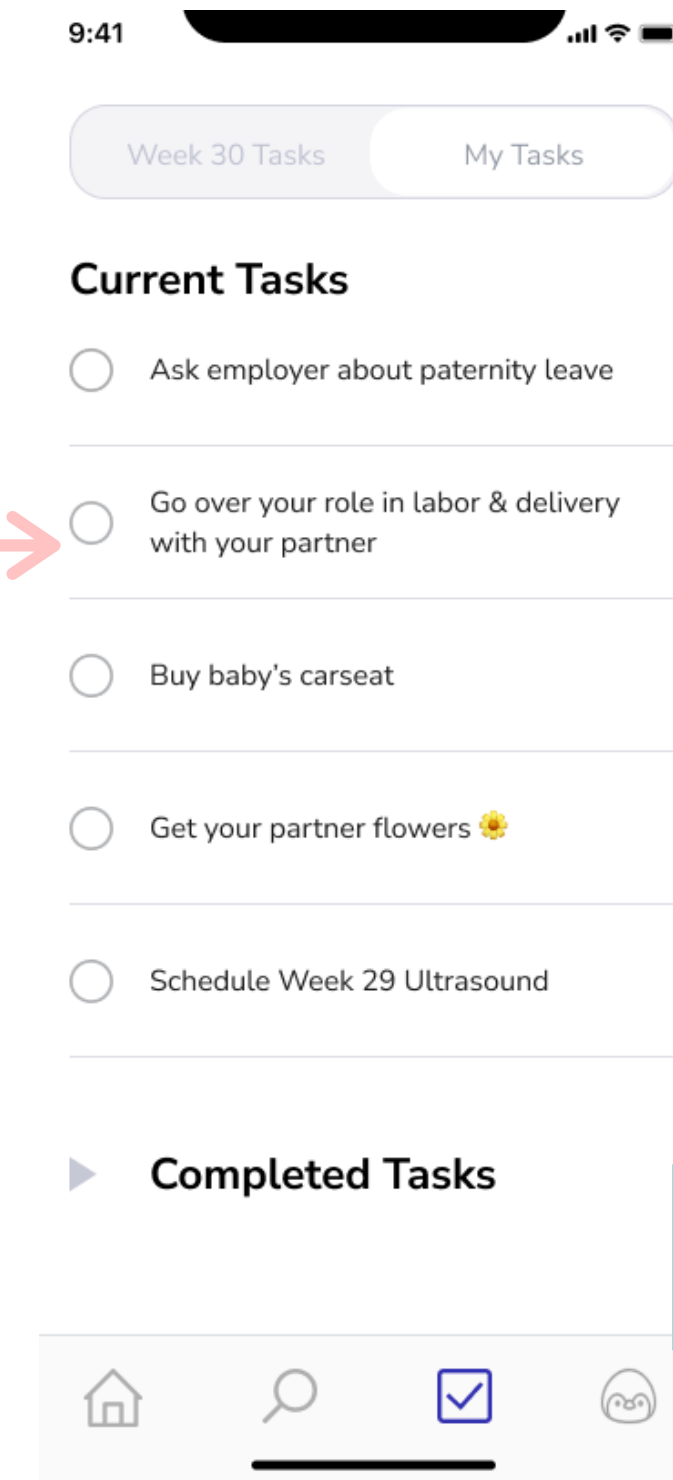 9:41
Week 30 Tasks
My Tasks
Current Tasks
Ask employer about paternity leave
Go over your role in labor & delivery
with your partner
Buy baby’s carseat
Get your partner flowers 🌼
Schedule Week 29 Ultrasound
Completed Tasks